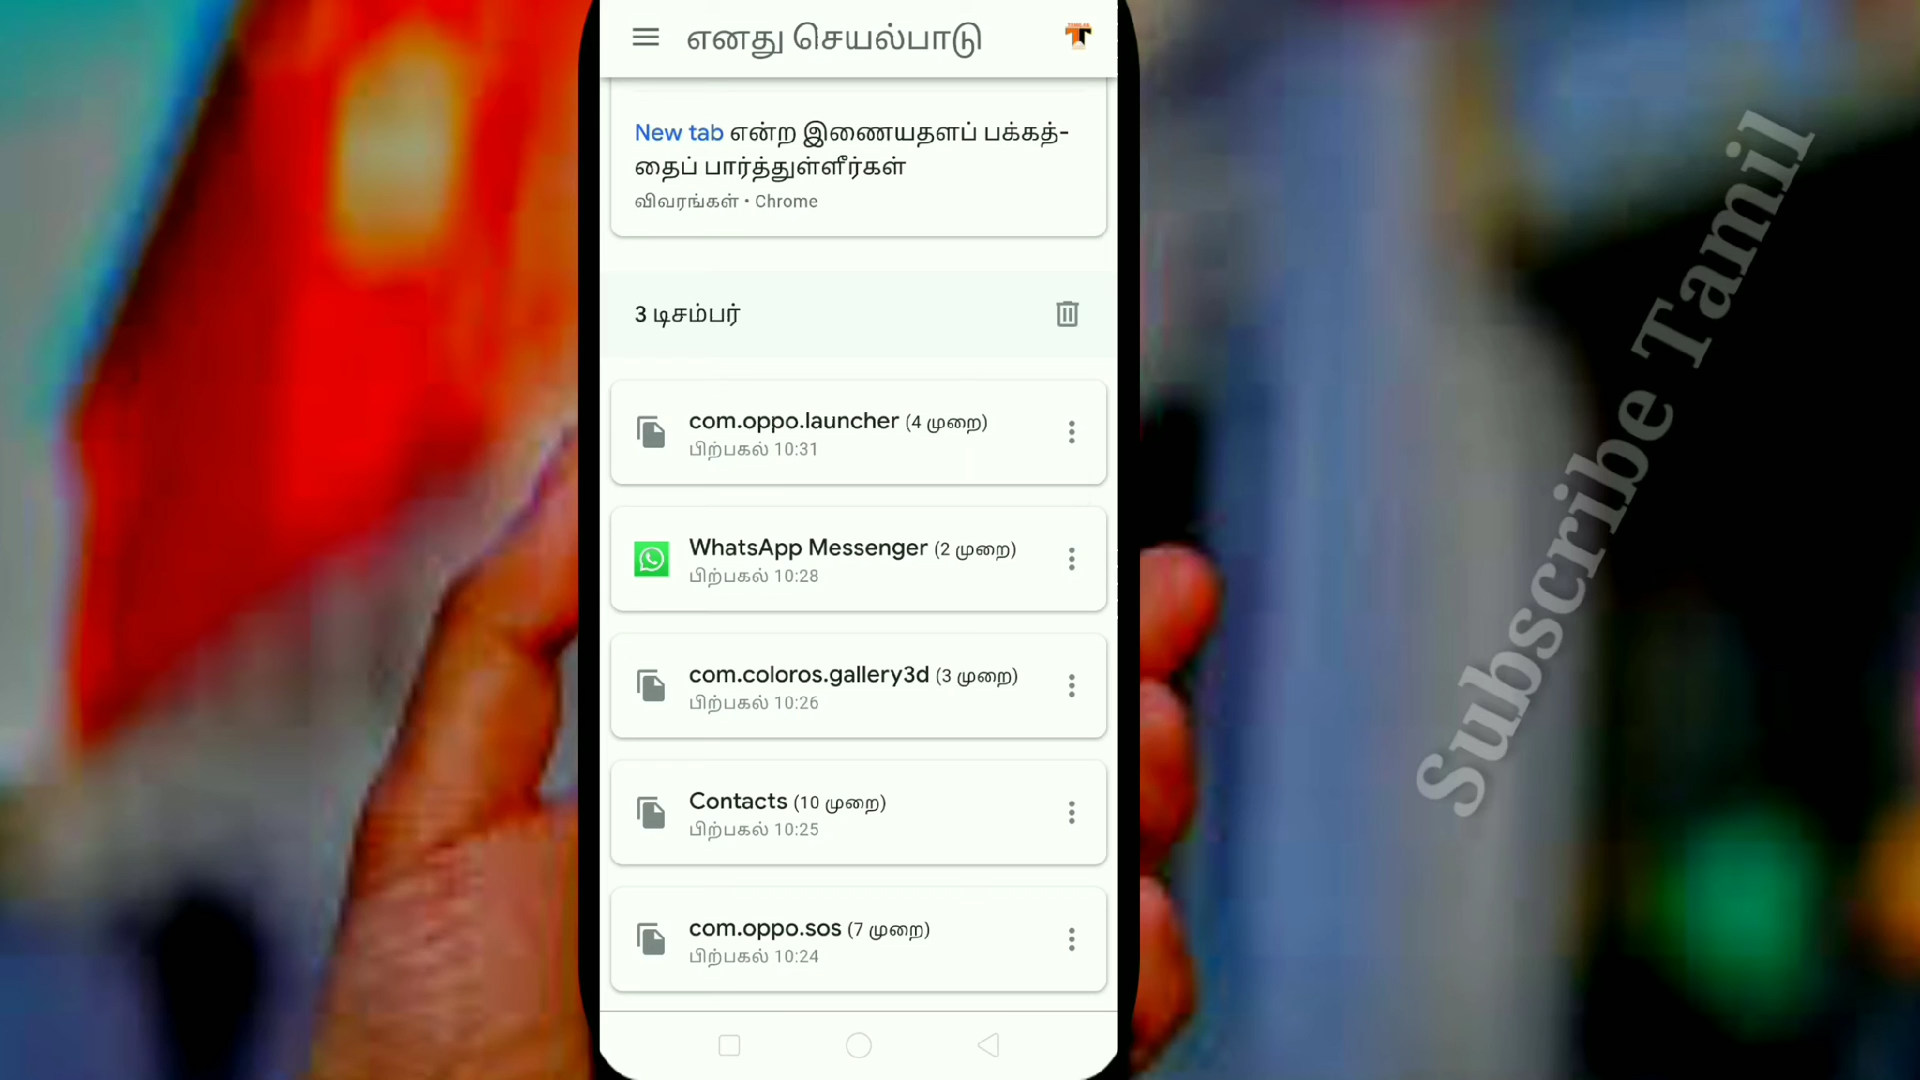 எனது செயல்பாடு
New tab என்ற இணையதளப் பக்கத்-
தைப் பார்த்துள்ளீர்கள்
விவரங்கள் • Chrome
3 டிசம்பர்
com.oppo.launcher (4 முறை)
பிற்பகல் 10:31
WhatsApp Messenger (2 முறை)
பிற்பகல் 10:28
com.coloros.gallery3d (3 முறை)
பிற்பகல் 10:26
Contacts (10 முறை)
பிற்பகல் 10:25
com.oppo.sos (7 முறை)
பிற்பகல் 10:24
Subscribe Tamil